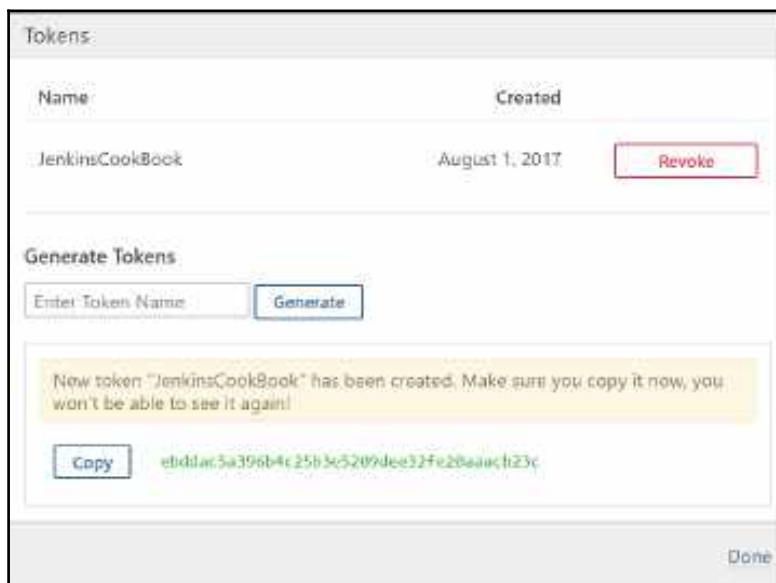 Tokens
Name Created
JenkinsCookBook August 1, 2017 Revoke
Generate Tokens
Enter Token Name Generate
New token "JenkinsCookBook" has been created. Make sure you copy it now, you
won't be able to see it again!
Copy
Done